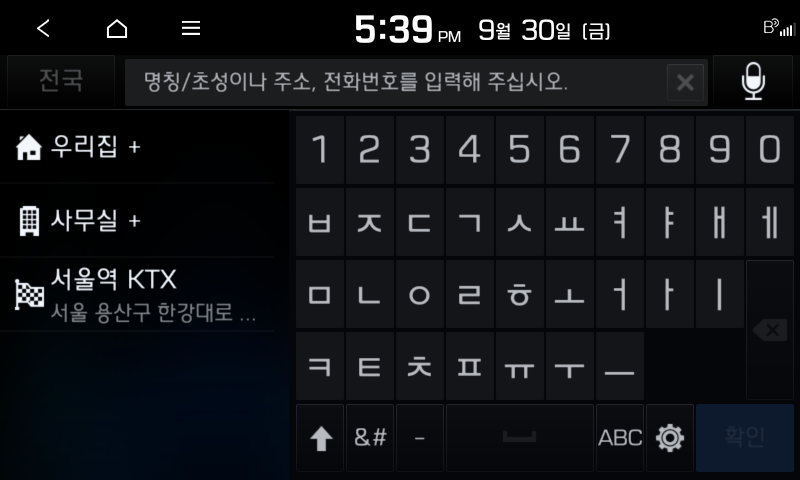 5:39 PM 9월 30일 (금)
전국
명칭/초성이나 주소, 전화번호를 입력해 주십시오.
우리집 +
사무실 +
서울역 KTX
서울 용산구 한강대로 ...
1 2 3 4 5 6 7 8 9 0
ㅂ ㅈ ㄷ ㄱ ㅅ ㅛ ㅕ ㅑ ㅐ ㅔ
ㅁ ㄴ ㅇ ㄹ ㅎ ㅗ ㅓ ㅏ ㅣ
ㅋ ㅌ ㅊ ㅍ ㅠ ㅜ ㅡ
&# - ABC 확인